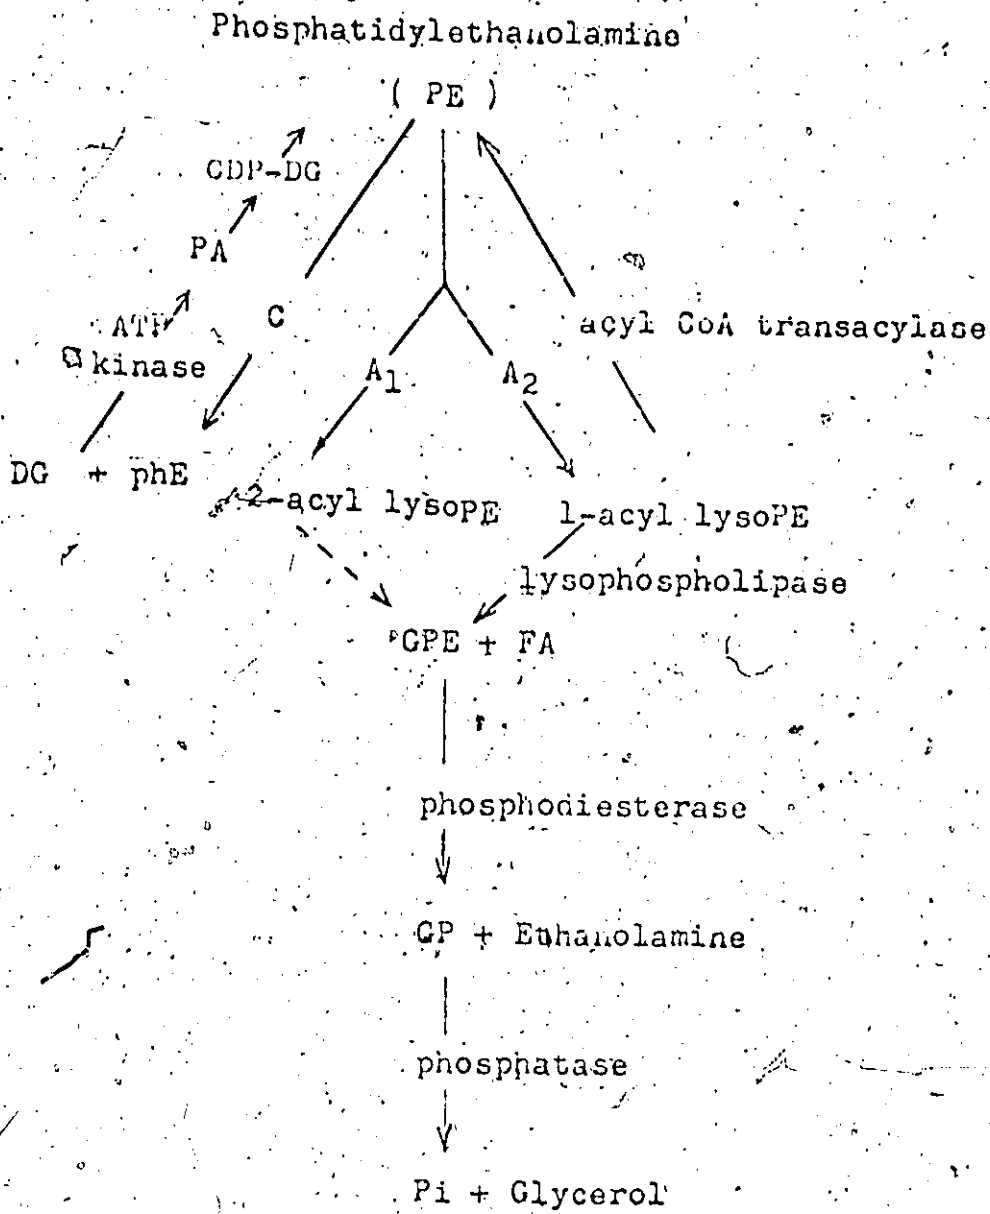 Phosphatidylethanolamine
( PE )
CDP-DG
PA
C
ATP
kinase
acyl CoA transacylase
A1
A2
DG + phE
2-acyl lysoPE
1-acyl lysoPE
lysophospholipase
GPE + FA
phosphodiesterase
GP + Ethanolamine
phosphatase
Pi + Glycerol